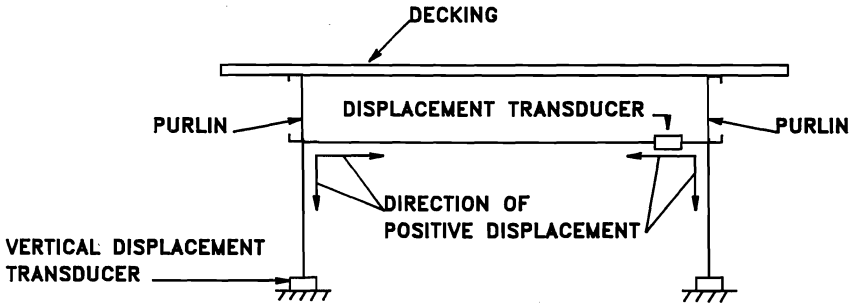 DECKING
DISPLACEMENT TRANSDUCER
PURLIN
PURLIN
DIRECTION OF
POSITIVE DISPLACEMENT
VERTICAL DISPLACEMENT
TRANSDUCER